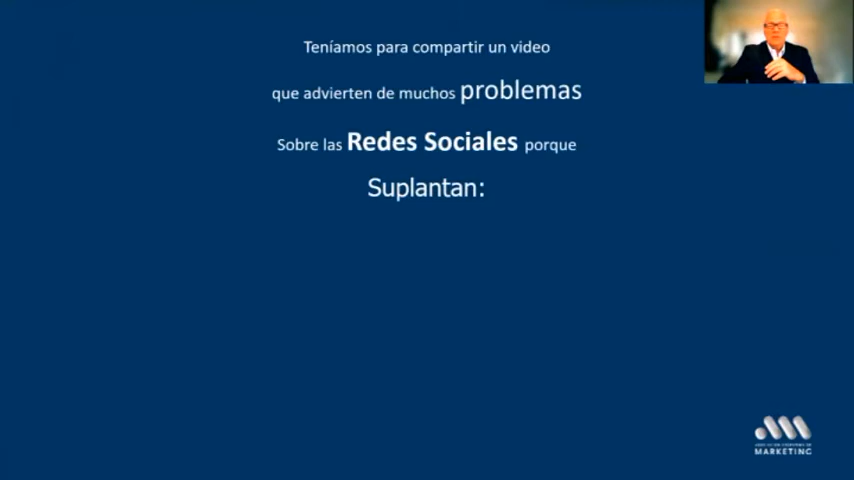 Teníamos para compartir un video
que advierten de muchos problemas
Sobre las Redes Sociales porque
Suplantan:
MARKETING